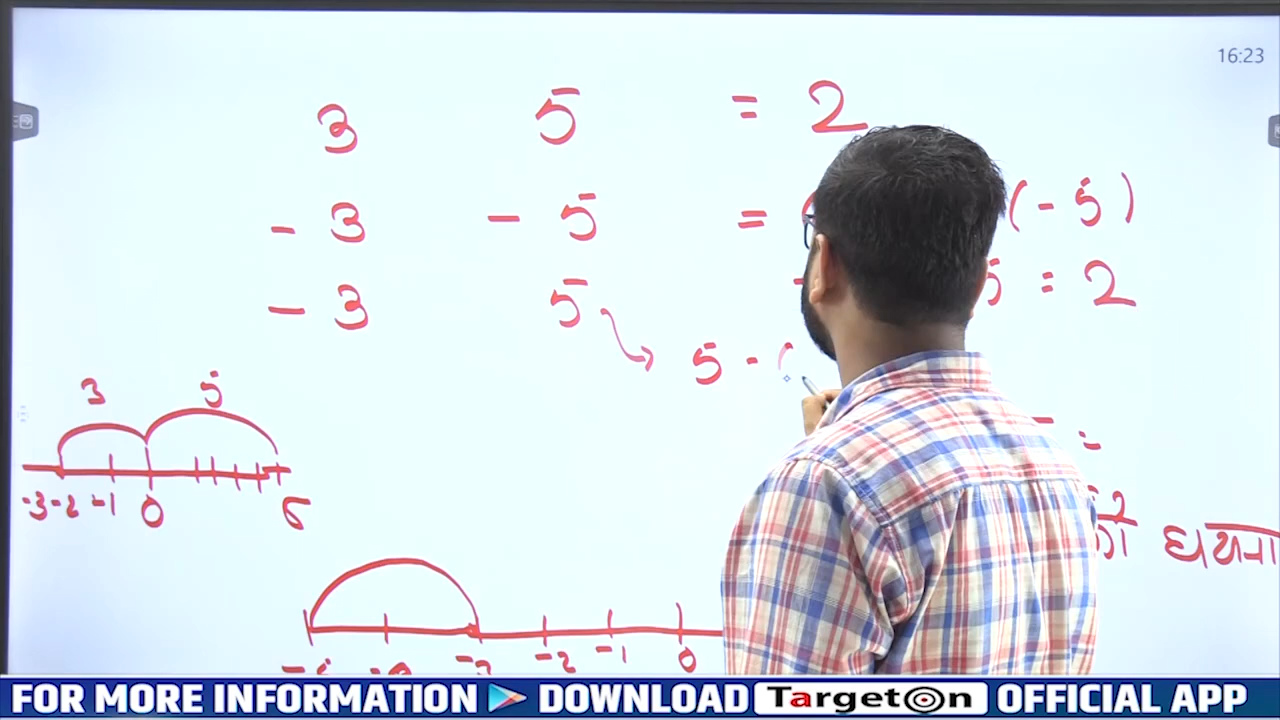 16:23
3 5 = 2
- 3 - 5 = (-5)
- 3 5 5 = 2
5 - (
- =
3 5
-3 -2 -1 0 5
-3 -2 -1 0
FOR MORE INFORMATION DOWNLOAD TargetOn OFFICIAL APP